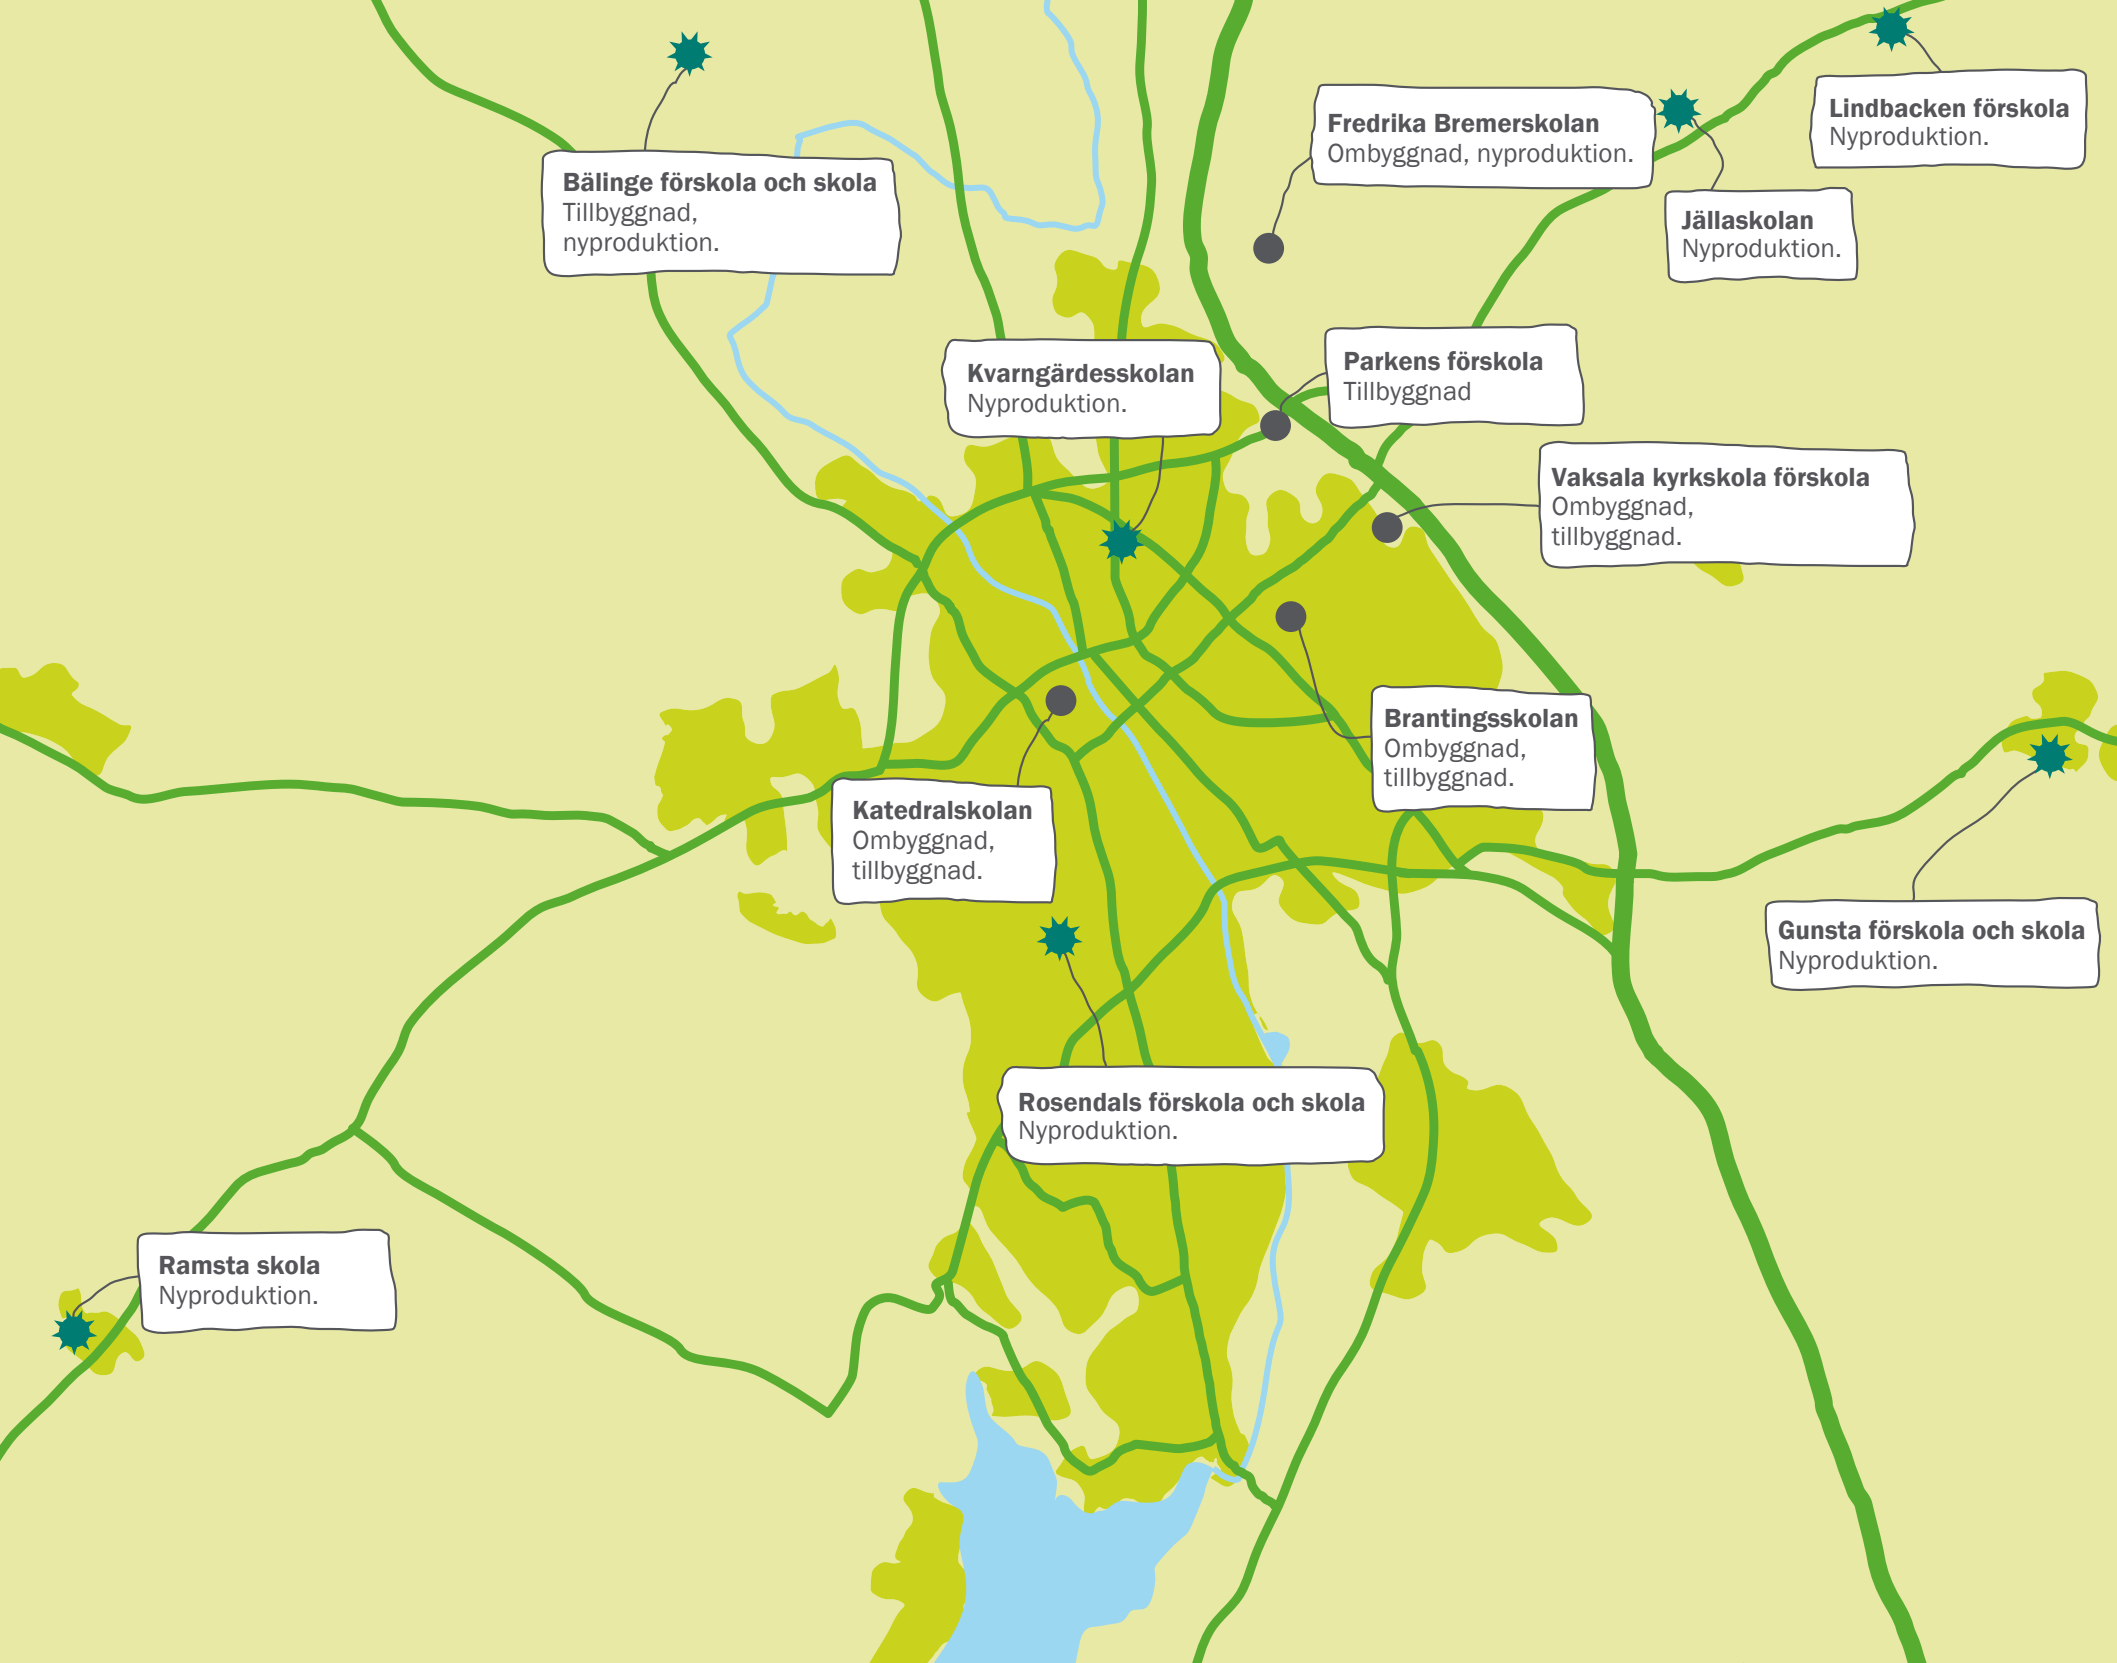 Lindbacken förskola
Nyproduktion.
Fredrika Bremerskolan
Ombyggnad, nyproduktion.
Bälinge förskola och skola
Tillbyggnad,
nyproduktion.
Jällaskolan
Nyproduktion.
Kvarngärdesskolan
Nyproduktion.
Parkens förskola
Tillbyggnad
Vaksala kyrkskola förskola
Ombyggnad,
tillbyggnad.
Brantingsskolan
Ombyggnad,
tillbyggnad.
Katedralskolan
Ombyggnad,
tillbyggnad.
Gunsta förskola och skola
Nyproduktion.
Rosendals förskola och skola
Nyproduktion.
Ramsta skola
Nyproduktion.